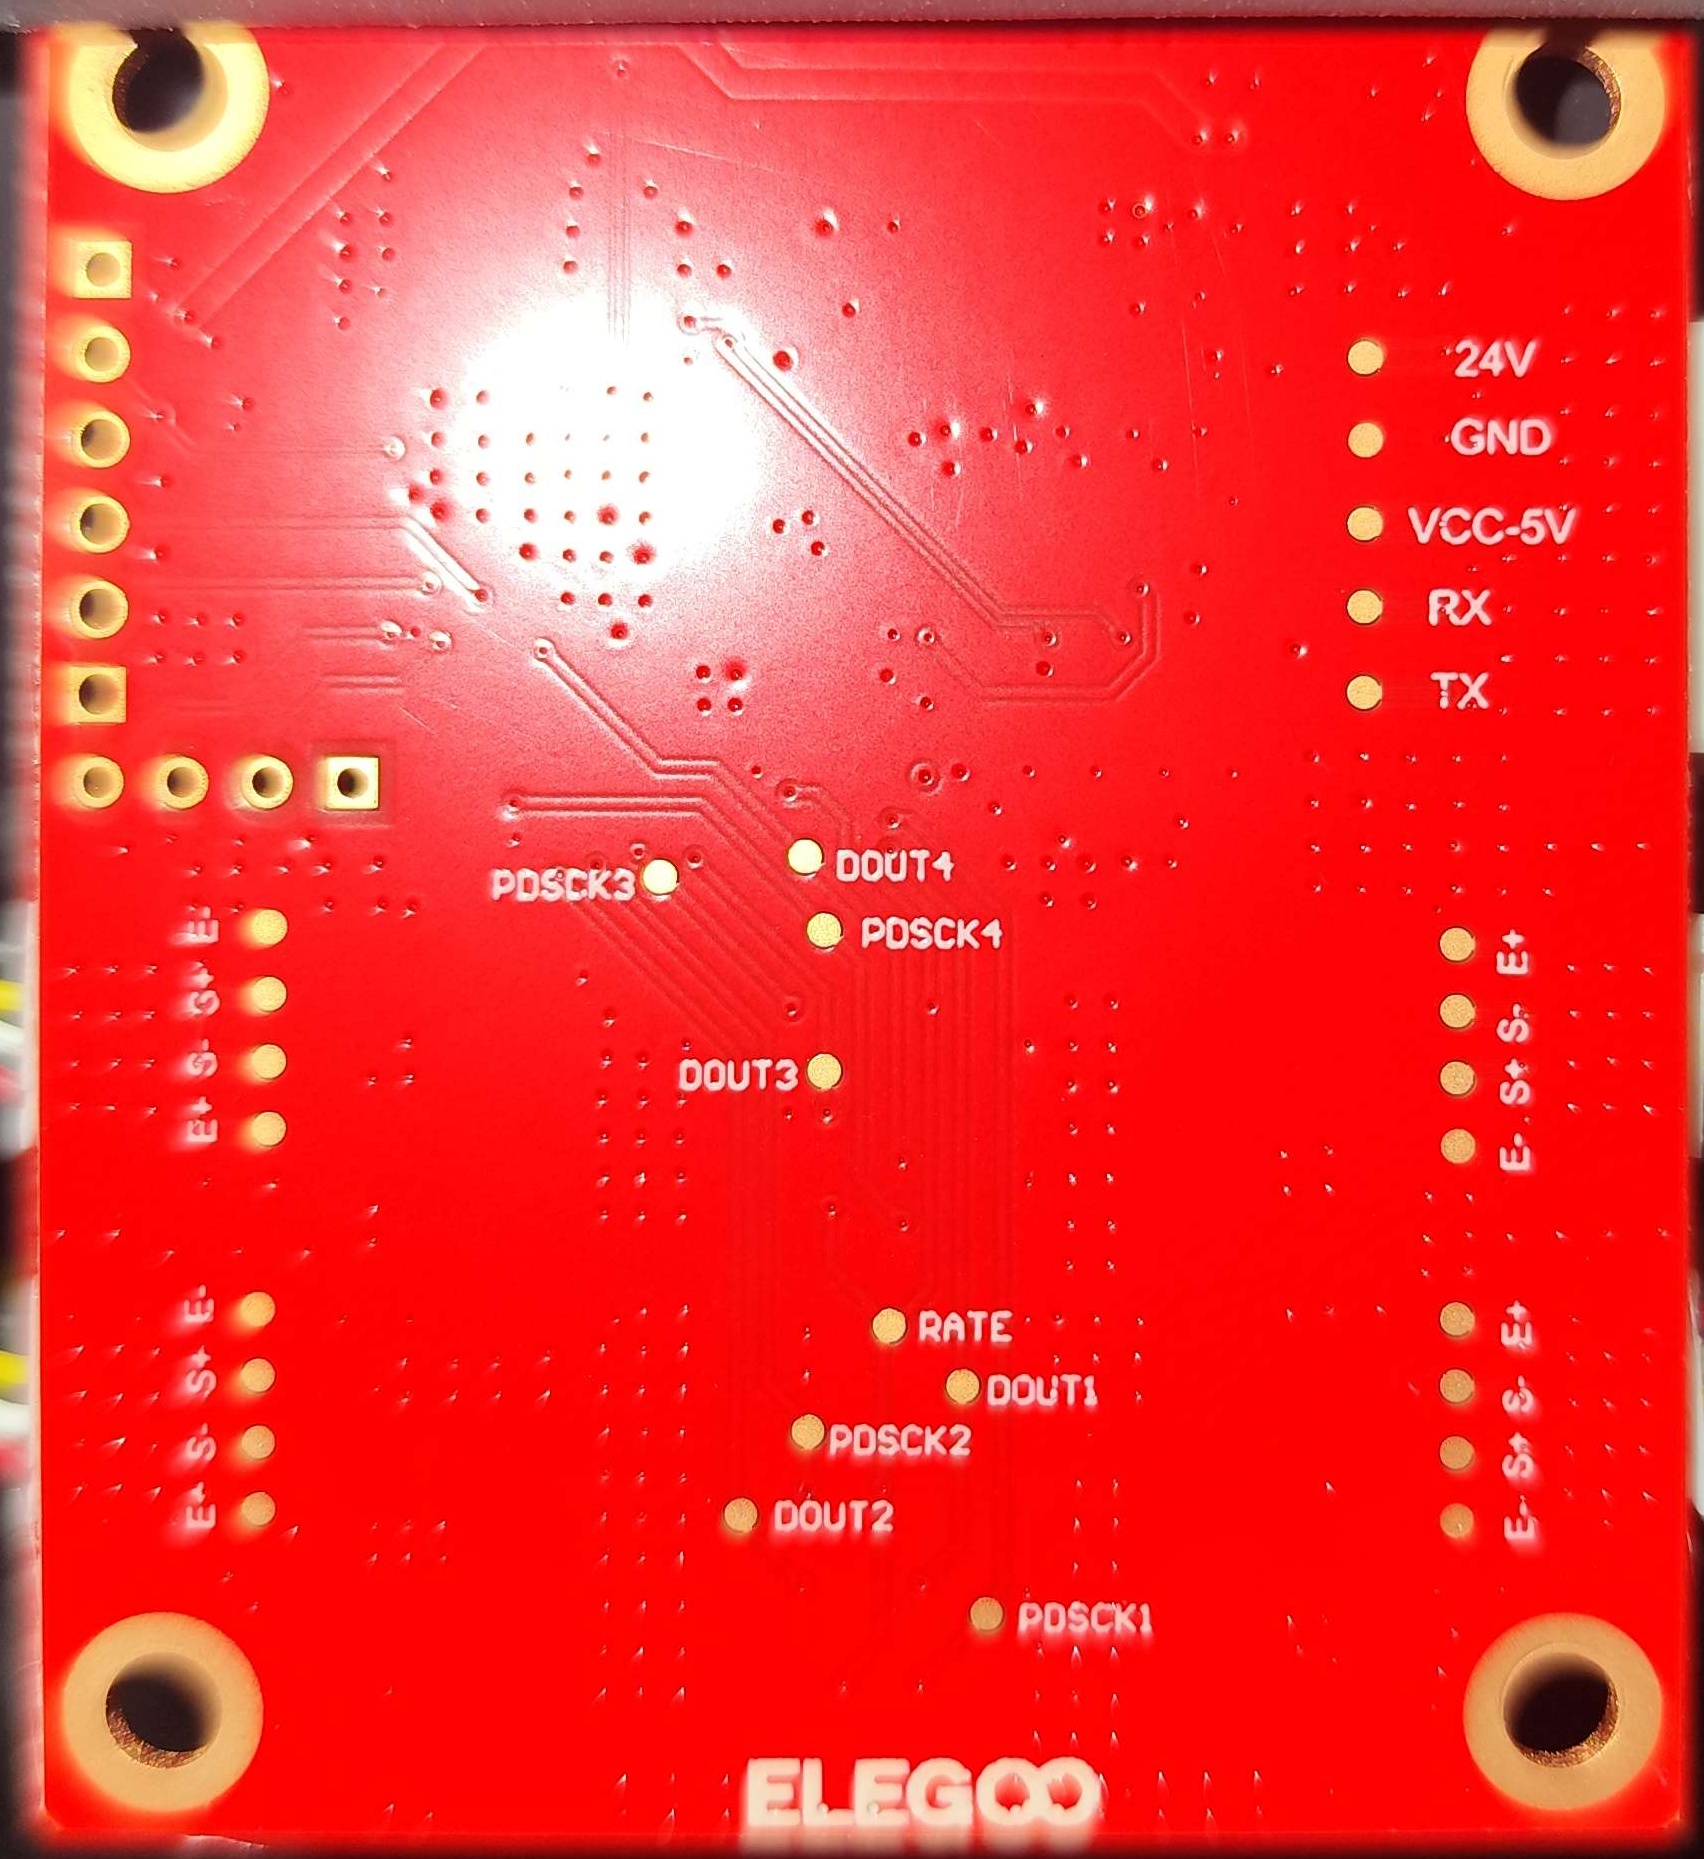 24V
GND
VCC-5V
RX
TX
DOUT4
PDSCK3
PDSCK4
E-
S+
S-
E+
E+
S-
S+
E-
DOUT3
E-
S+
S-
E+
RATE
DOUT1
PDSCK2
DOUT2
E+
S-
S+
E-
PDSCK1
ELEGOO